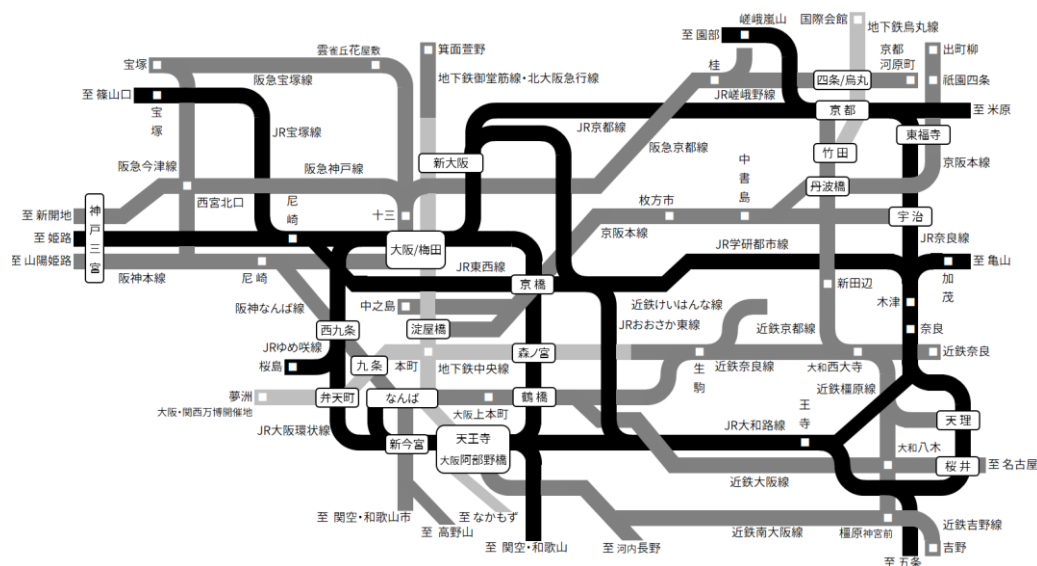 嵯峨嵐山
国際会館
至 園部
地下鉄烏丸線
雲雀丘花屋敷
箕面萱野
京都
河原町
出町柳
宝塚
桂
四条/烏丸
祇園四条
阪急宝塚線
地下鉄御堂筋線・北大阪急行線
JR嵯峨野線
至 篠山口
宝塚
京都
至 米原
JR宝塚線
JR京都線
東福寺
阪急京都線
阪急今津線
阪急神戸線
新大阪
竹田
京阪本線
中書島
丹波橋
西宮北口
尼崎
枚方市
神戸三宮
至 新開地
十三
宇治
京阪本線
至 姫路
大阪/梅田
JR学研都市線
JR奈良線
至 山陽姫路
阪神本線
尼崎
JR東西線
至 亀山
加茂
京橋
新田辺
阪神なんば線
中之島
近鉄けいはんな線
木津
西九条
淀屋橋
JRおおさか東線
近鉄京都線
奈良
JRゆめ咲線
森ノ宮
桜島
九条
本町
地下鉄中央線
生駒
近鉄奈良線
大和西大寺
近鉄奈良
近鉄橿原線
夢洲
大阪・関西万博開催地
弁天町
なんば
大阪上本町
鶴橋
王寺
天理
JR大阪環状線
新今宮
天王寺
大阪阿部野橋
JR大和路線
大和八木
桜井
至 名古屋
近鉄大阪線
至 関空・和歌山市
至 高野山
至 なかもず
至 関空・和歌山
至 河内長野
近鉄南大阪線
橿原神宮前
近鉄吉野線
吉野
至 五条